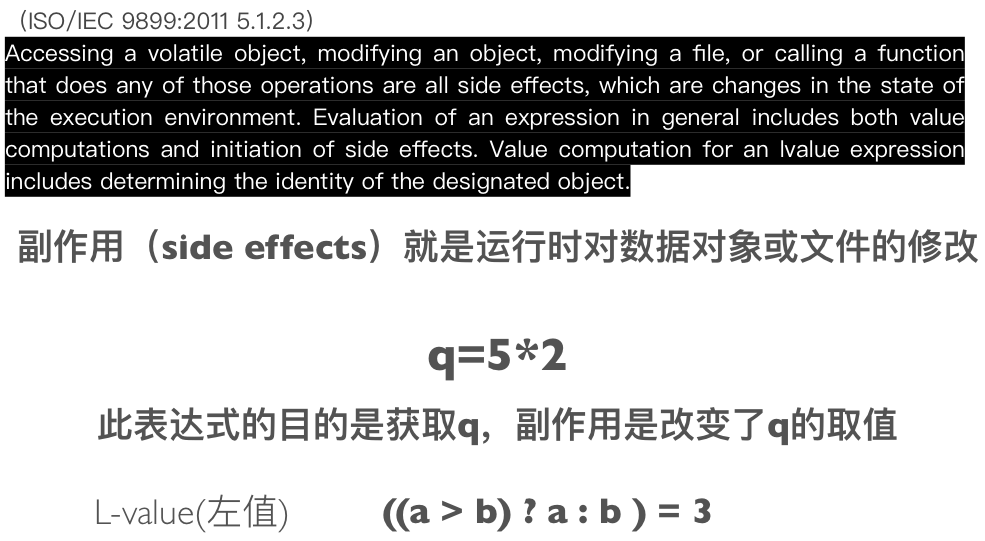 （ISO/IEC 9899:2011 5.1.2.3）
Accessing a volatile object, modifying an object, modifying a file, or calling a function
that does any of those operations are all side effects, which are changes in the state of
the execution environment. Evaluation of an expression in general includes both value
computations and initiation of side effects. Value computation for an lvalue expression
includes determining the identity of the designated object.
副作用（side effects）就是运行时对数据对象或文件的修改
q=5*2
此表达式的目的是获取q，副作用是改变了q的取值
L-value(左值) ((a > b) ? a : b ) = 3